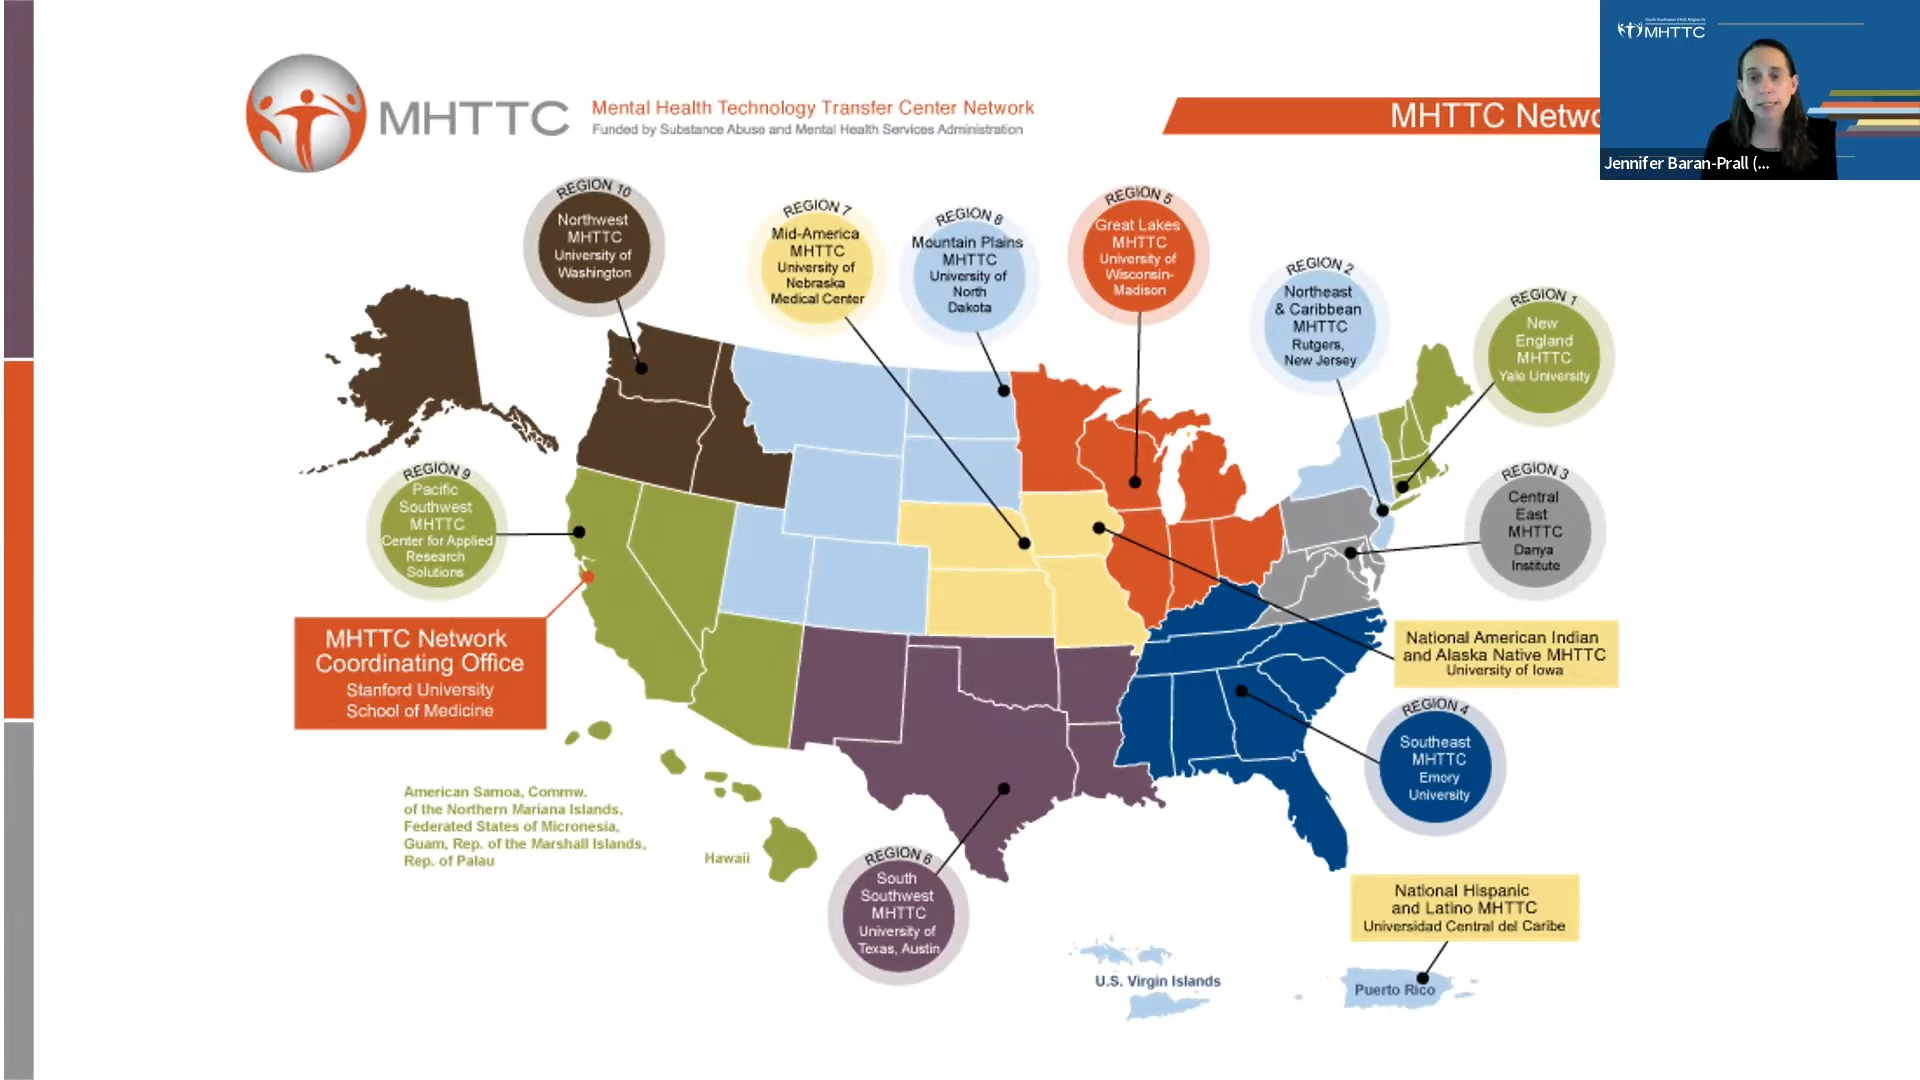 MHTTC
Mental Health Technology Transfer Center Network
Funded by Substance Abuse and Mental Health Services Administration
MHTTC Netwo
MHTTC
Jennifer Baran-Prall (...
REGION 10
Northwest
MHTTC
University of
Washington
REGION 7
Mid-America
MHTTC
University of
Nebraska
Medical Center
REGION 8
Mountain Plains
MHTTC
University of
North
Dakota
REGION 5
Great Lakes
MHTTC
University of
Wisconsin-
Madison
REGION 2
Northeast
& Caribbean
MHTTC
Rutgers,
New Jersey
REGION 1
New
England
MHTTC
Yale University
REGION 9
Pacific
Southwest
MHTTC
Center for Applied
Research
Solutions
REGION 3
Central
East
MHTTC
Danya
Institute
MHTTC Network
Coordinating Office
Stanford University
School of Medicine
National American Indian
and Alaska Native MHTTC
University of Iowa
REGION 4
Southeast
MHTTC
Emory
University
American Samoa, Commw.
of the Northern Mariana Islands,
Federated States of Micronesia,
Guam, Rep. of the Marshall Islands,
Rep. of Palau
Hawaii
REGION 6
South
Southwest
MHTTC
University of
Texas, Austin
National Hispanic
and Latino MHTTC
Universidad Central del Caribe
U.S. Virgin Islands
Puerto Rico